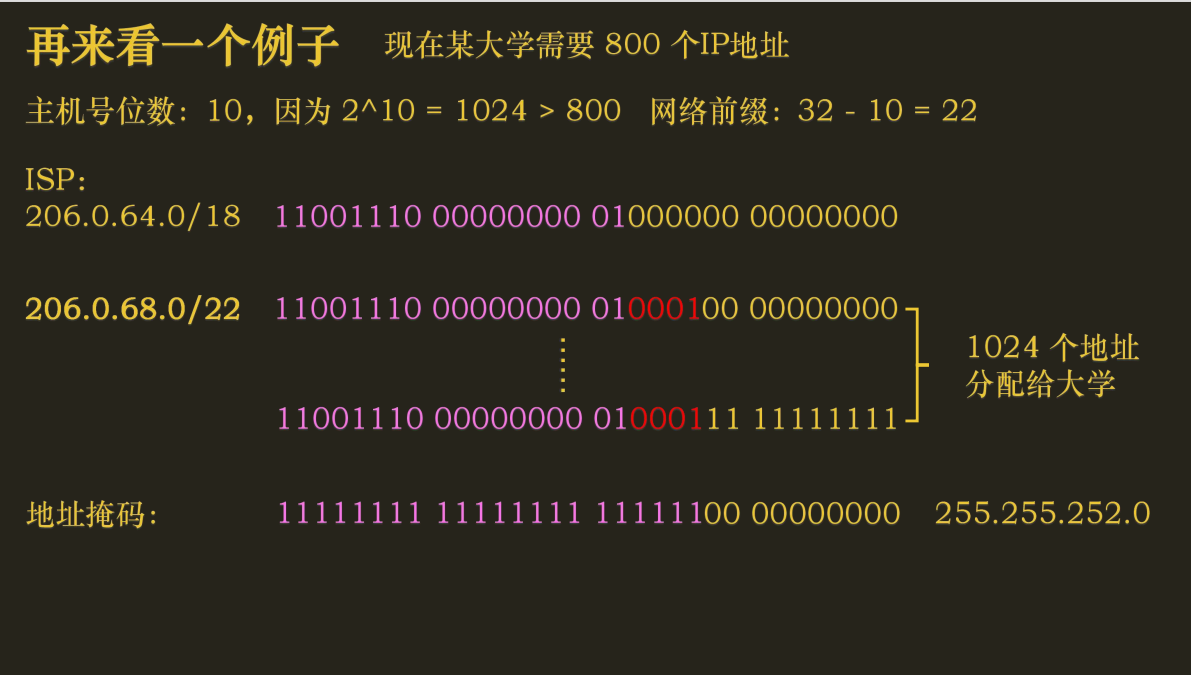 再来看一个例子 现在某大学需要 800 个IP地址
主机号位数：10，因为 2^10 = 1024 > 800 网络前缀：32 - 10 = 22
ISP：
206.0.64.0/18 11001110 00000000 01000000 00000000
206.0.68.0/22 11001110 00000000 01000100 00000000
1024 个地址
分配给大学
11001110 00000000 01000111 11111111
地址掩码： 11111111 11111111 11111100 00000000 255.255.252.0